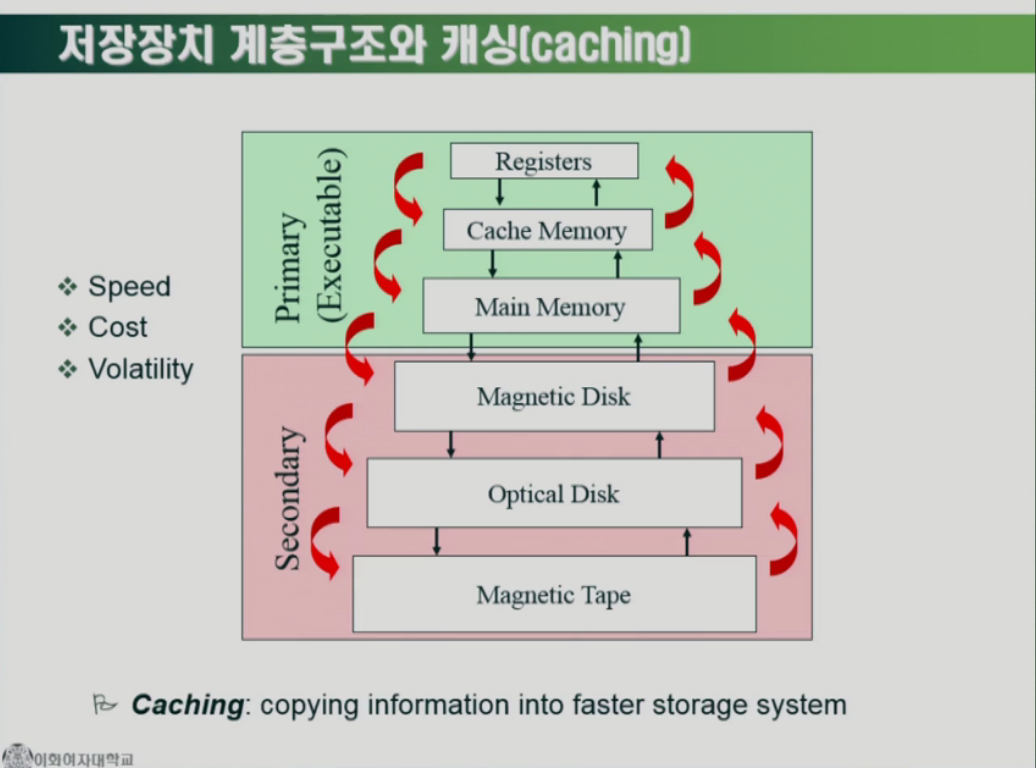 저장장치 계층구조와 캐싱(caching)
Primary
(Executable)
Registers
Cache Memory
Main Memory
Speed
Cost
Volatility
Secondary
Magnetic Disk
Optical Disk
Magnetic Tape
Caching: copying information into faster storage system
이화여자대학교